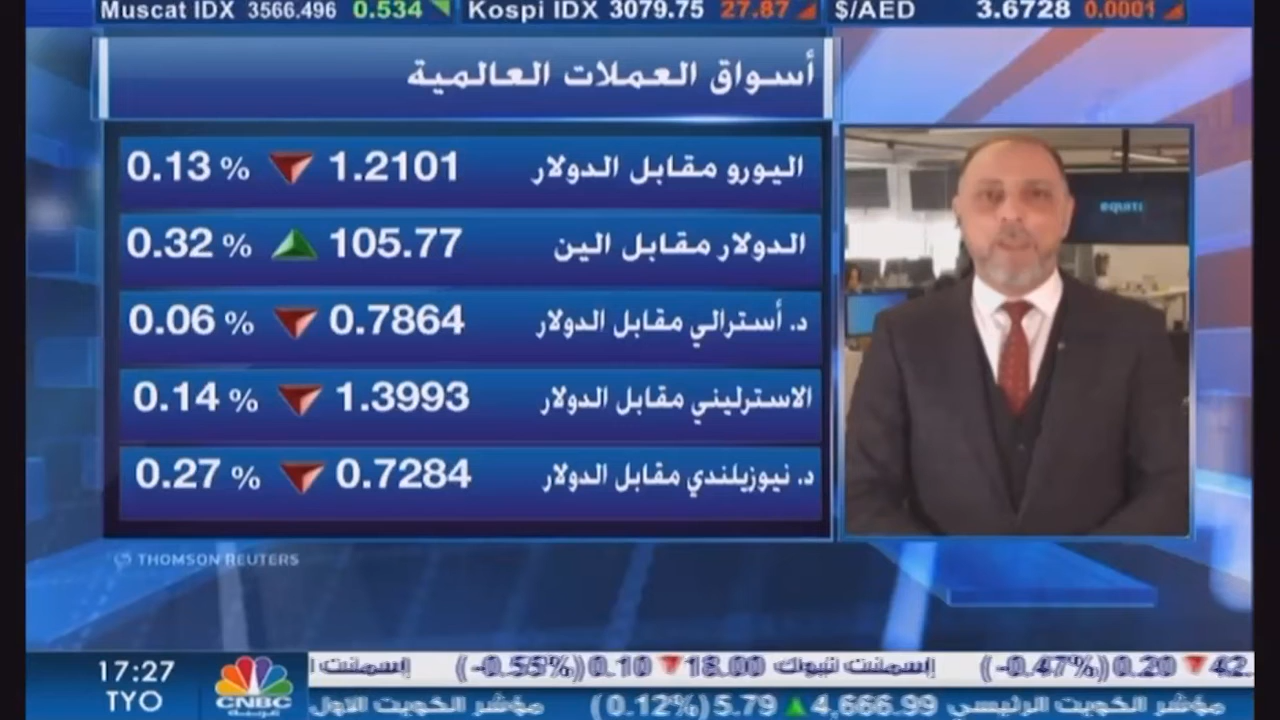 Muscat IDX 3566.496 0.534 Kospi IDX 3079.75 27.87 $/AED 3.6728 0.0001
أسواق العملات العالمية
اليورو مقابل الدولار 1.2101 0.13 %
الدولار مقابل الين 105.77 0.32 %
equiti
د. أسترالي مقابل الدولار 0.7864 0.06 %
الاسترليني مقابل الدولار 1.3993 0.14 %
د. نيوزيلندي مقابل الدولار 0.7284 0.27 %
THOMSON REUTERS
17:27
TYO
CNBC
عربية
42. 0.20 (-0.47%) إسمنت تبوك 18.00 0.10 (-0.55%) إسمنت
مؤشر الكويت الرئيسي 4,666.99 5.79 (0.12%) مؤشر الكويت الاول